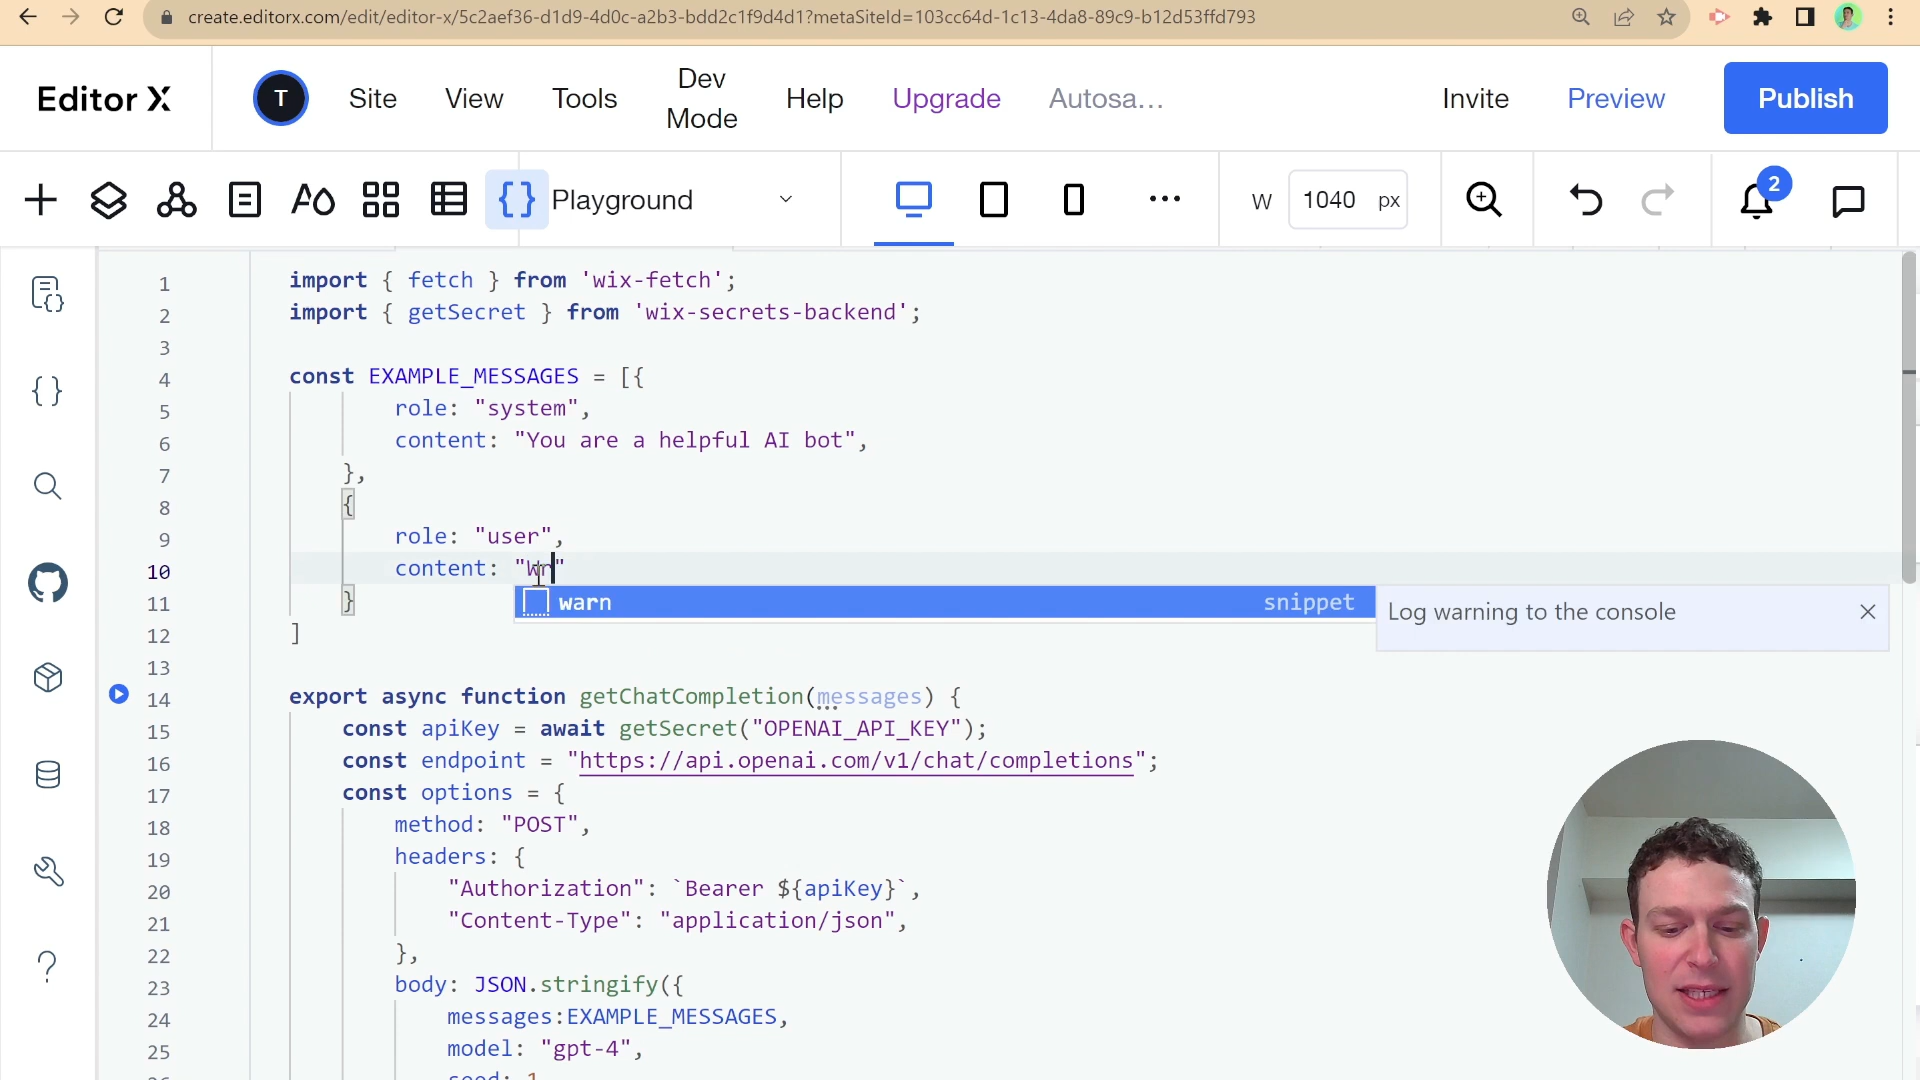 create.editorx.com/edit/editor-x/5c2aef36-d1d9-4d0c-a2b3-bdd2c1f9d4d1?metaSiteId=103cc64d-1c13-4da8-89c9-b12d53ffd793
Editor X
T
Site
View
Tools
Dev
Mode
Help
Upgrade
Autosa...
Invite
Preview
Publish
Playground
W
1040 px
2
1 import { fetch } from 'wix-fetch';
2 import { getSecret } from 'wix-secrets-backend';
3
4 const EXAMPLE_MESSAGES = [{
5 role: "system",
6 content: "You are a helpful AI bot",
7 },
8 {
9 role: "user",
10 content: "Wr"
warn snippet
Log warning to the console
11 }
12 ]
13
14 export async function getChatCompletion(messages) {
15 const apiKey = await getSecret("OPENAI_API_KEY");
16 const endpoint = "https://api.openai.com/v1/chat/completions";
17 const options = {
18 method: "POST",
19 headers: {
20 "Authorization": `Bearer ${apiKey}`,
21 "Content-Type": "application/json",
22 },
23 body: JSON.stringify({
24 messages:EXAMPLE_MESSAGES,
25 model: "gpt-4",
26 seed: 1